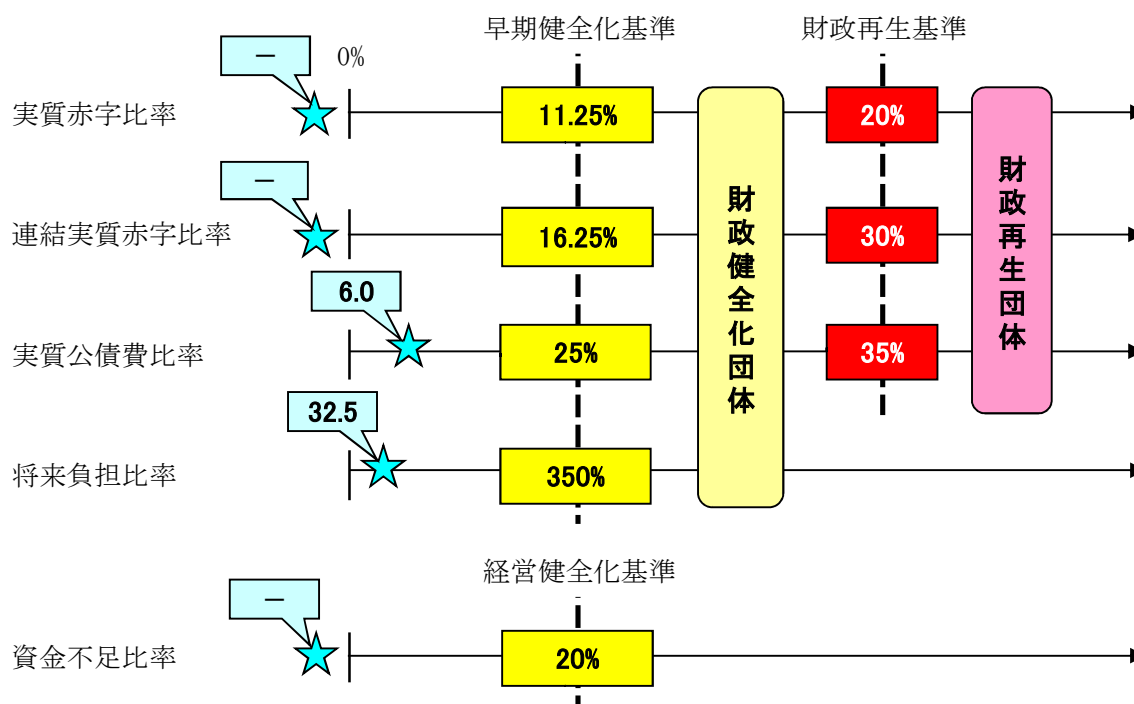 早期健全化基準 財政再生基準
－ 0%
実質赤字比率 11.25% 20%
－
連結実質赤字比率 16.25% 30%
財政健全化団体
財政再生団体
6.0
実質公債費比率 25% 35%
32.5
将来負担比率 350%
経営健全化基準
－
資金不足比率 20%